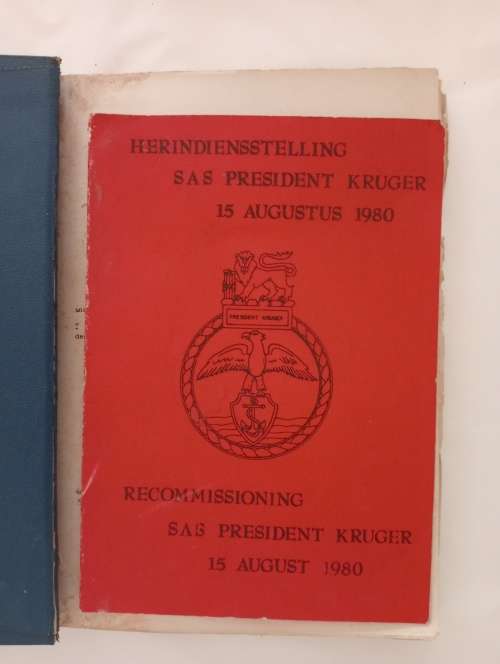 HERINDIENSSTELLING
SAS PRESIDENT KRUGER
15 AUGUSTUS 1980
PRESIDENT KRUGER
RECOMMISSIONING
SAS PRESIDENT KRUGER
15 AUGUST 1980